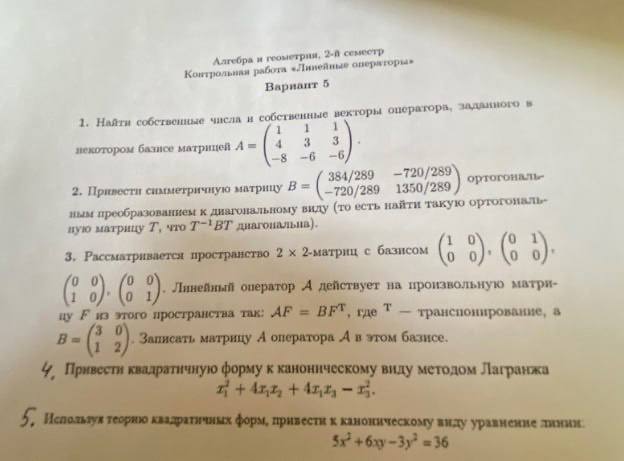 Алгебра и геометрия, 2-й семестр
Контрольная работа «Линейные операторы»
Вариант 5
1. Найти собственные числа и собственные векторы оператора, заданного в
некотором базисе матрицей A = \begin{pmatrix} 1 & 1 & 1 \\ 4 & 3 & 3 \\ -8 & -6 & -6 \end{pmatrix}.
2. Привести симметричную матрицу B = \begin{pmatrix} 384/289 & -720/289 \\ -720/289 & 1350/289 \end{pmatrix} ортогональ-
ным преобразованием к диагональному виду (то есть найти такую ортогональ-
ную матрицу T, что T^{-1}BT диагональна).
3. Рассматривается пространство 2 × 2-матриц с базисом \begin{pmatrix} 1 & 0 \\ 0 & 0 \end{pmatrix}, \begin{pmatrix} 0 & 1 \\ 0 & 0 \end{pmatrix},
\begin{pmatrix} 0 & 0 \\ 1 & 0 \end{pmatrix}, \begin{pmatrix} 0 & 0 \\ 0 & 1 \end{pmatrix}. Линейный оператор \mathcal{A} действует на произвольную матри-
цу F из этого пространства так: \mathcal{A}F = BF^T, где ^T — транспонирование, а
B = \begin{pmatrix} 3 & 0 \\ 1 & 2 \end{pmatrix}. Записать матрицу A оператора \mathcal{A} в этом базисе.
4. Привести квадратичную форму к каноническому виду методом Лагранжа
x_1^2 + 4x_1x_2 + 4x_1x_3 − x_3^2.
5. Используя теорию квадратичных форм, привести к каноническому виду уравнение линии:
5x^2 + 6xy − 3y^2 = 36